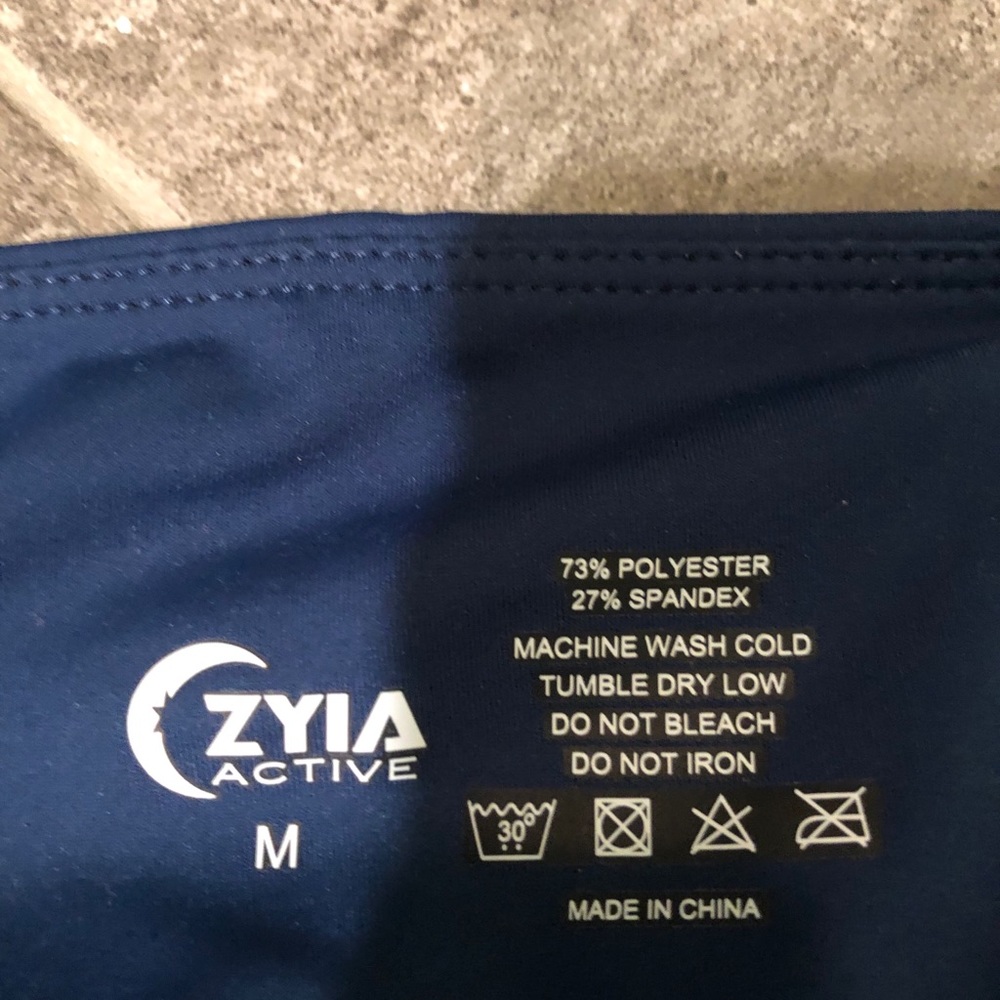 ZYIA
ACTIVE
M
73% POLYESTER
27% SPANDEX
MACHINE WASH COLD
TUMBLE DRY LOW
DO NOT BLEACH
DO NOT IRON
30°
MADE IN CHINA